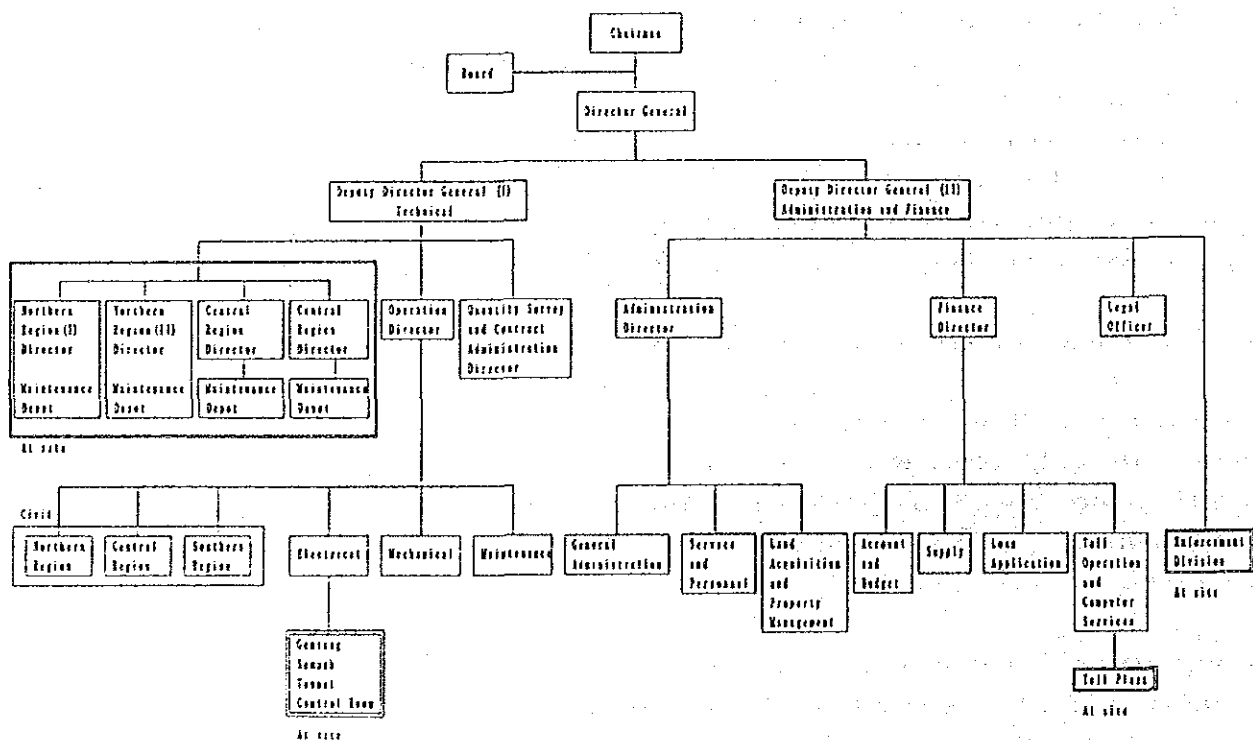 Chairman
Board
Director General
Deputy Director General (I)
Technical
Deputy Director General (II)
Administration and Finance
Northern
Region(I)
Director
Maintenance
Depot
Northern
Region(II)
Director
Maintenance
Depot
Central
Region
Director
Maintenance
Depot
Central
Region
Director
Maintenance
Depot
At site
Operation
Director
Quantity Survey
and Contract
Administration
Director
Administration
Director
Finance
Director
Legal
Officer
Civil
Northern
Region
Central
Region
Southern
Region
Electrical
Mechanical
Maintenance
General
Administration
Service
and
Personnel
Land
Acquisition
and
Property
Management
Account
and
Budget
Supply
Loan
Application
Toll
Operation
and
Computer
Services
Enforcement
Division
At site
Genting
Sempah
Tunnel
Control Room
At site
Toll Plaza
At site